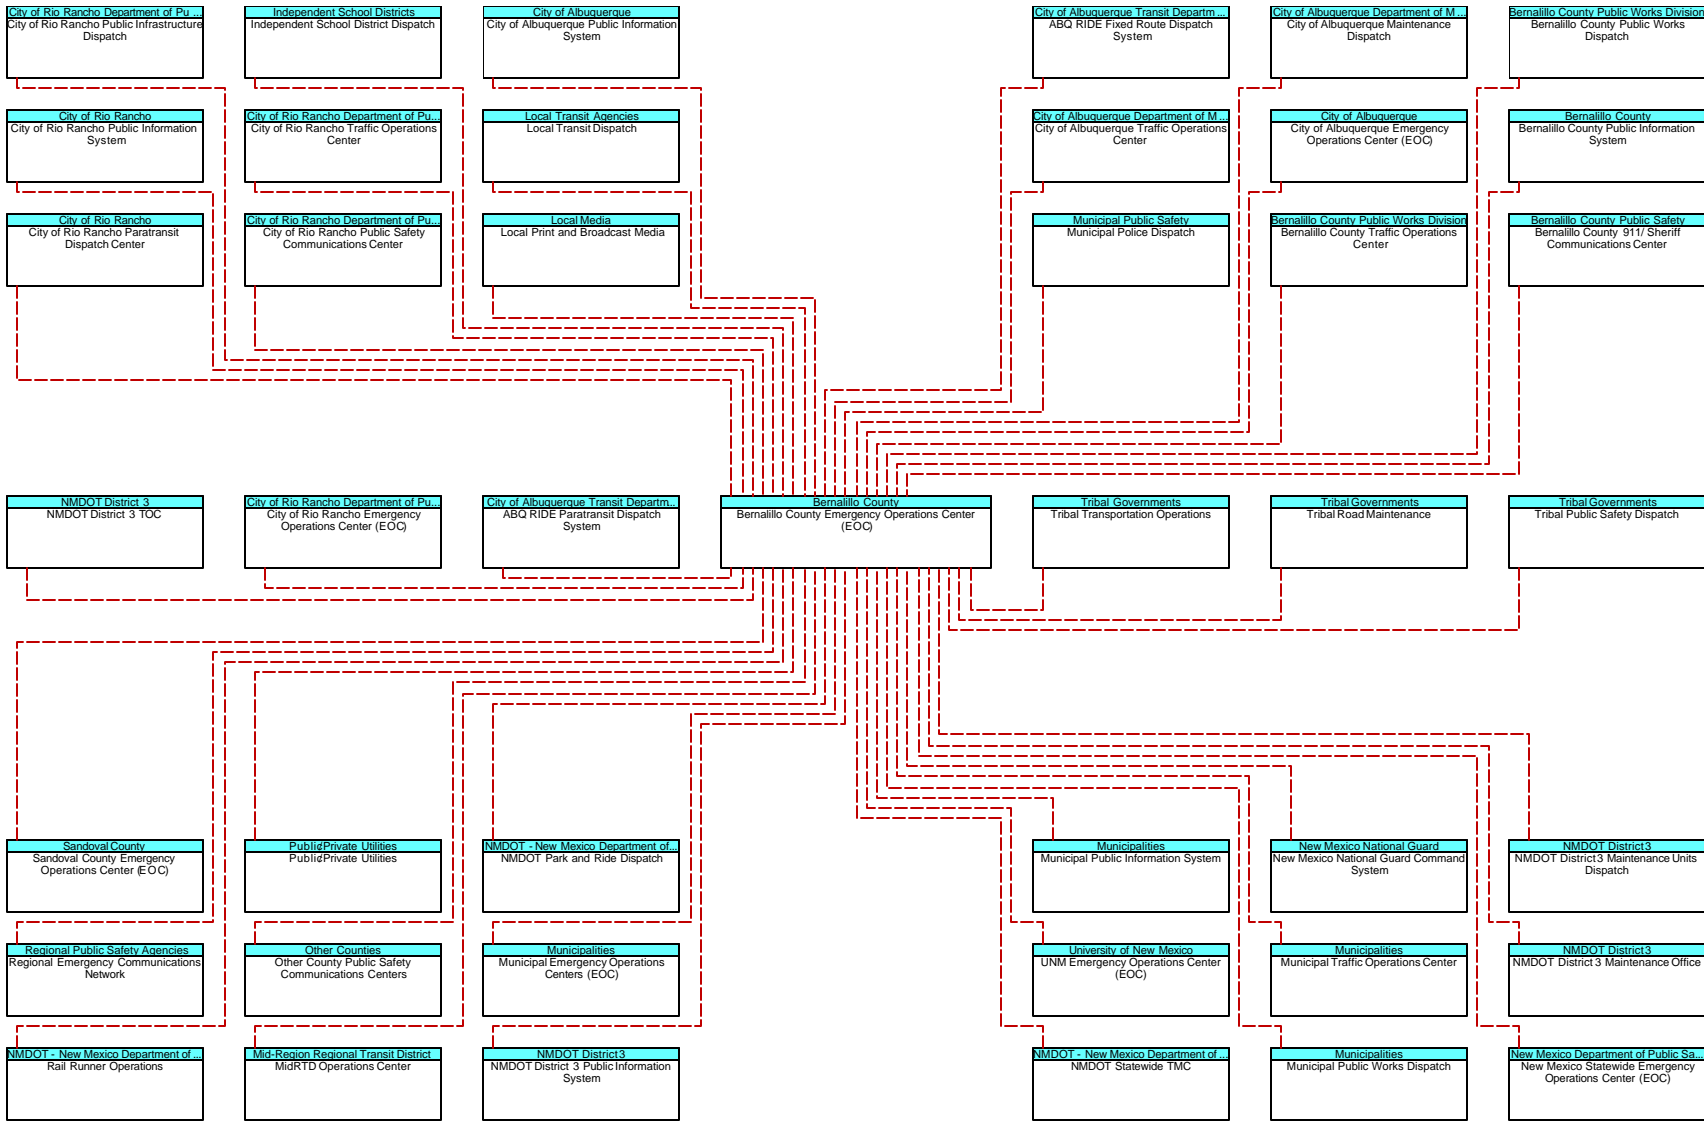 City of Rio Rancho Department of Pu ...
City of Rio Rancho Public Infrastructure
Dispatch
Independent School Districts
Independent School District Dispatch
City of Albuquerque
City of Albuquerque Public Information
System
City of Albuquerque Transit Departm ...
ABQ RIDE Fixed Route Dispatch
System
City of Albuquerque Department of M ...
City of Albuquerque Maintenance
Dispatch
Bernalillo County Public Works Division
Bernalillo County Public Works
Dispatch
City of Rio Rancho
City of Rio Rancho Public Information
System
City of Rio Rancho Department of Pu...
City of Rio Rancho Traffic Operations
Center
Local Transit Agencies
Local Transit Dispatch
City of Albuquerque Department of M ...
City of Albuquerque Traffic Operations
Center
City of Albuquerque
City of Albuquerque Emergency
Operations Center (EOC)
Bernalillo County
Bernalillo County Public Information
System
City of Rio Rancho
City of Rio Rancho Paratransit
Dispatch Center
City of Rio Rancho Department of Pu...
City of Rio Rancho Public Safety
Communications Center
Local Media
Local Print and Broadcast Media
Municipal Public Safety
Municipal Police Dispatch
Bernalillo County Public Works Division
Bernalillo County Traffic Operations
Center
Bernalillo County Public Safety
Bernalillo County 911/ Sheriff
Communications Center
NMDOT District 3
NMDOT District 3 TOC
City of Rio Rancho Department of Pu...
City of Rio Rancho Emergency
Operations Center (EOC)
City of Albuquerque Transit Departm...
ABQ RIDE Paratransit Dispatch
System
Bernalillo County
Bernalillo County Emergency Operations Center
(EOC)
Tribal Governments
Tribal Transportation Operations
Tribal Governments
Tribal Road Maintenance
Tribal Governments
Tribal Public Safety Dispatch
Sandoval County
Sandoval County Emergency
Operations Center (EOC)
Public/Private Utilities
Public/Private Utilities
NMDOT - New Mexico Department of...
NMDOT Park and Ride Dispatch
Municipalities
Municipal Public Information System
New Mexico National Guard
New Mexico National Guard Command
System
NMDOT District 3
NMDOT District 3 Maintenance Units
Dispatch
Regional Public Safety Agencies
Regional Emergency Communications
Network
Other Counties
Other County Public Safety
Communications Centers
Municipalities
Municipal Emergency Operations
Centers (EOC)
University of New Mexico
UNM Emergency Operations Center
(EOC)
Municipalities
Municipal Traffic Operations Center
NMDOT District 3
NMDOT District 3 Maintenance Office
NMDOT - New Mexico Department of ...
Rail Runner Operations
Mid-Region Regional Transit District
MidRTD Operations Center
NMDOT District 3
NMDOT District 3 Public Information
System
NMDOT - New Mexico Department of ...
NMDOT Statewide TMC
Municipalities
Municipal Public Works Dispatch
New Mexico Department of Public Sa...
New Mexico Statewide Emergency
Operations Center (EOC)